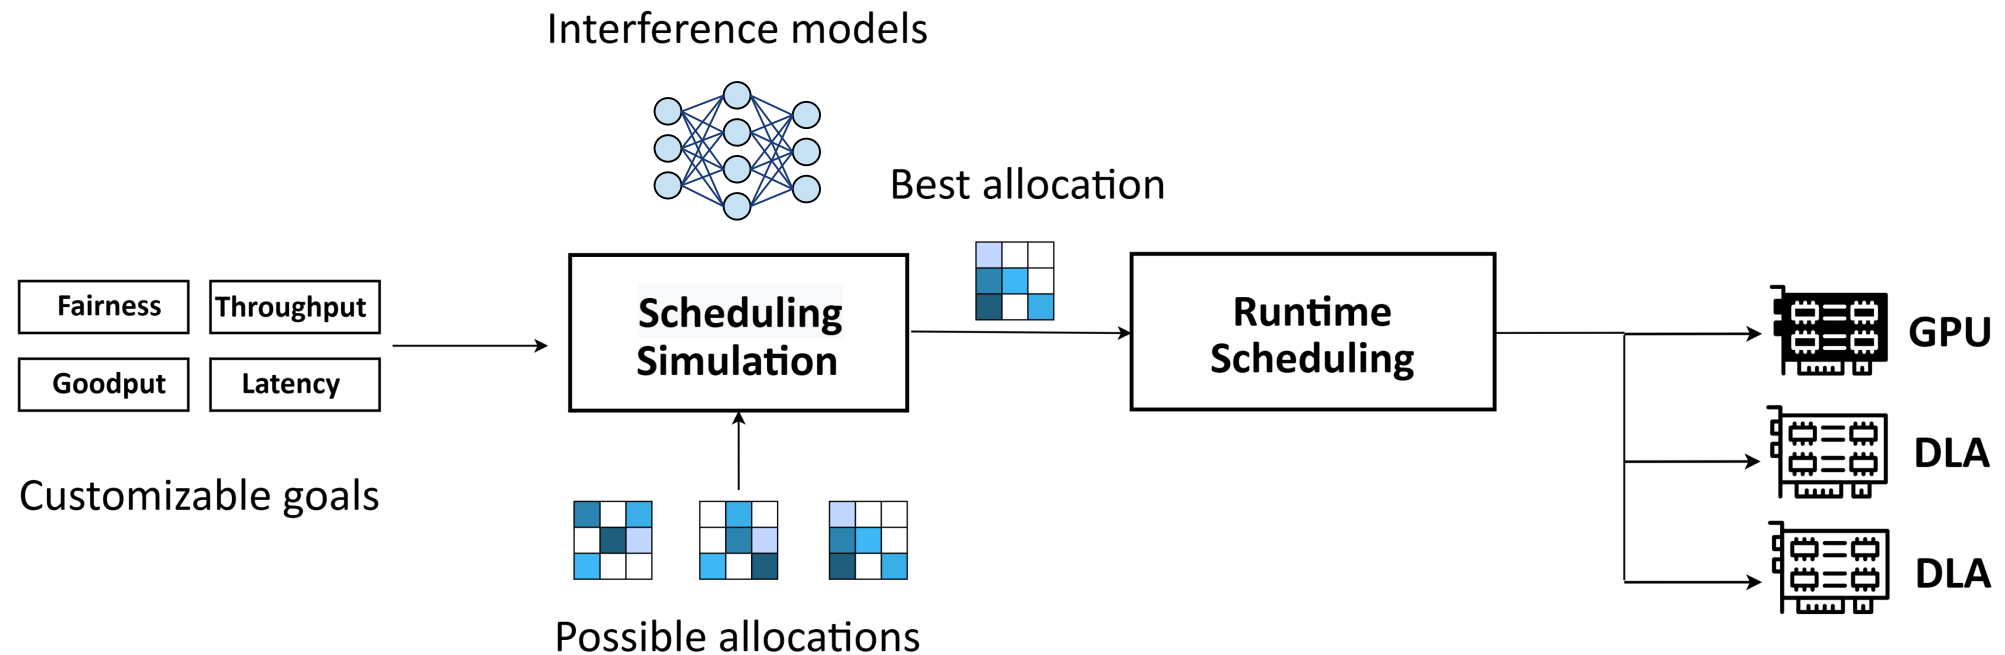 Interference models
Best allocation
Fairness
Throughput
Goodput
Latency
Customizable goals
Scheduling
Simulation
Possible allocations
Runtime
Scheduling
GPU
DLA
DLA